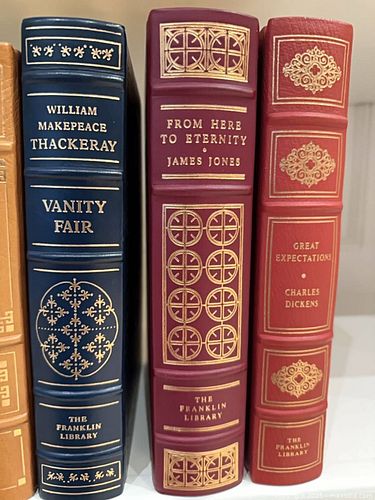 WILLIAM
MAKEPEACE
THACKERAY
VANITY
FAIR
THE
FRANKLIN
LIBRARY
FROM HERE
TO ETERNITY
JAMES JONES
THE
FRANKLIN
LIBRARY
GREAT
EXPECTATIONS
CHARLES
DICKENS
THE
FRANKLIN
LIBRARY